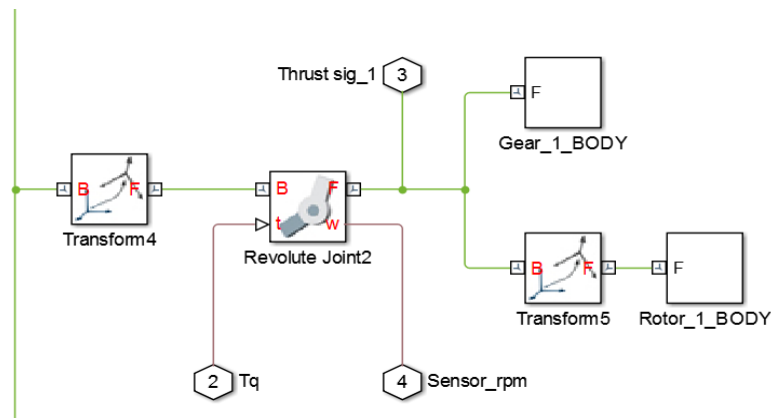 Thrust sig_1
3
F
Gear_1_BODY
B F
Transform4
B F
t w
Revolute Joint2
B F
Transform5
F
Rotor_1_BODY
2
Tq
4
Sensor_rpm